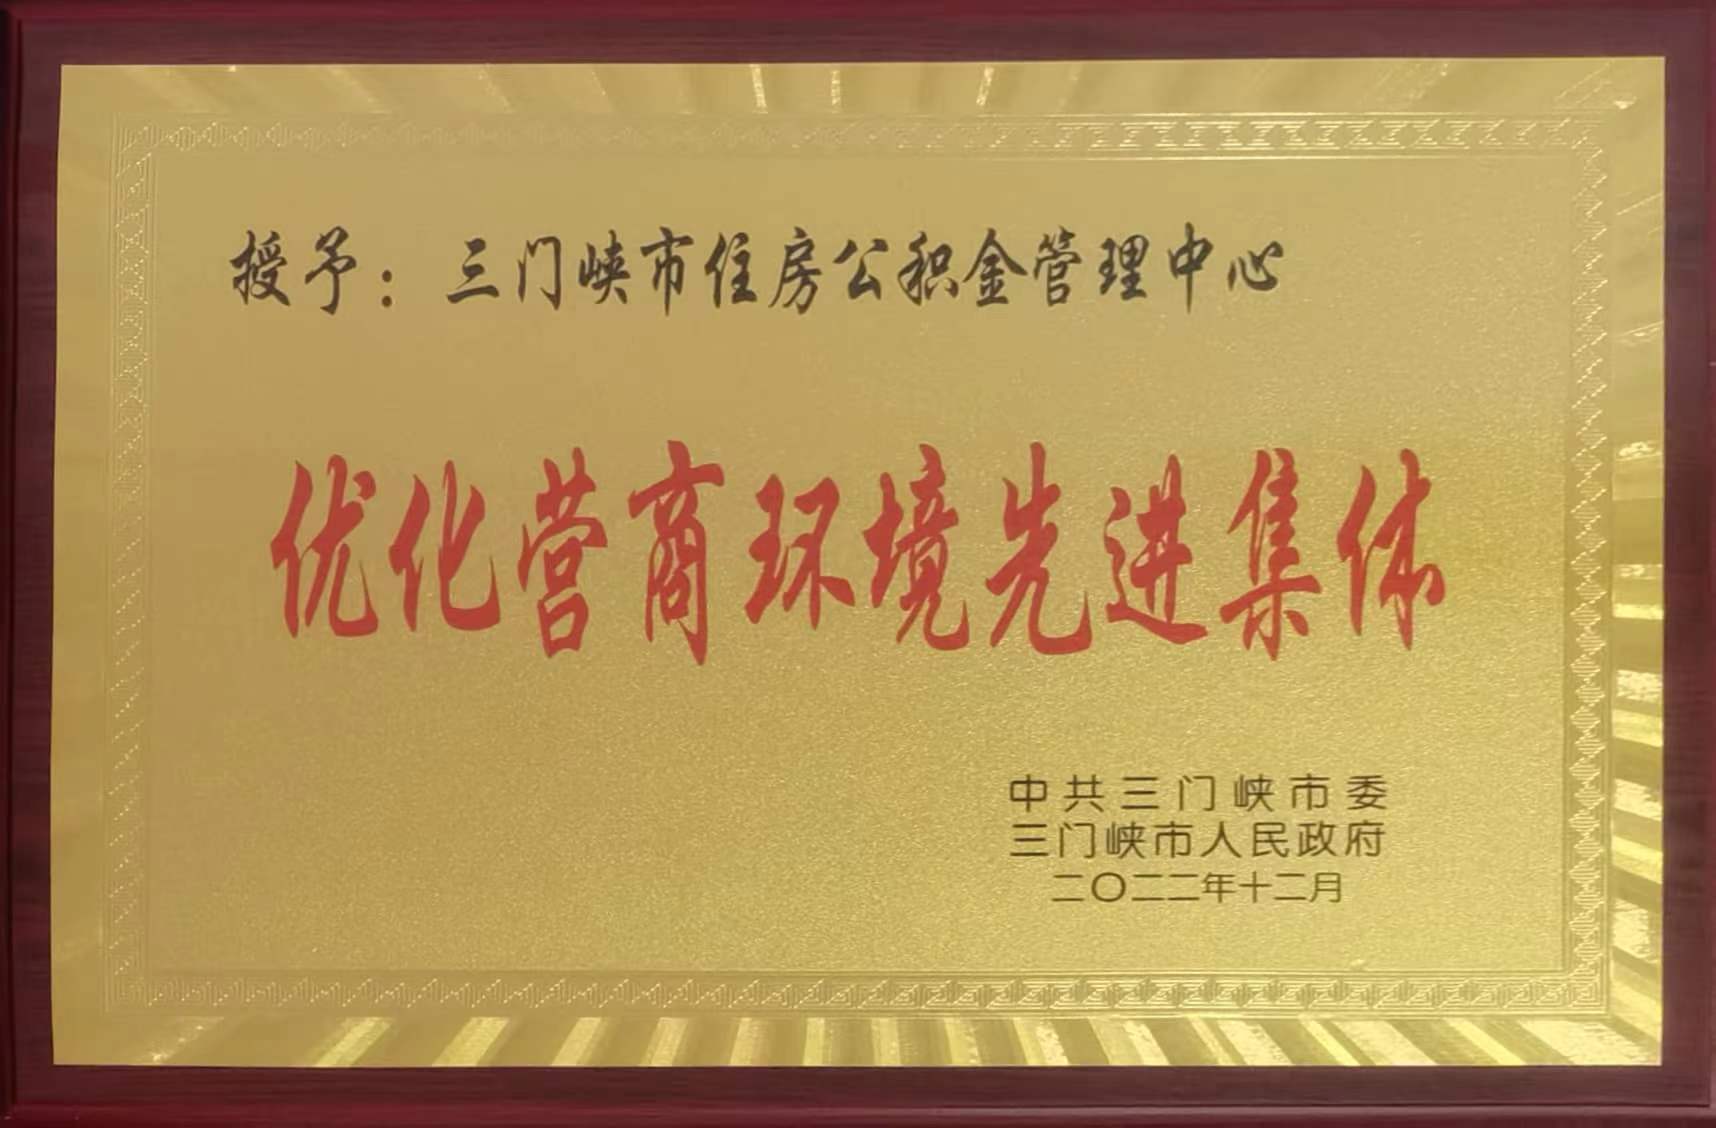 授予：三门峡市住房公积金管理中心
优化营商环境先进集体
中共三门峡市委
三门峡市人民政府
二〇二二年十二月